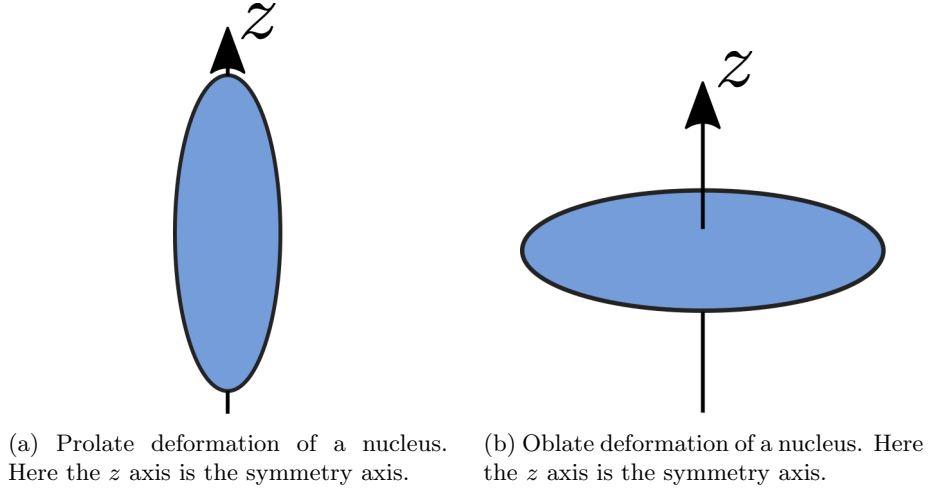 z
z
(a) Prolate deformation of a nucleus.
Here the z axis is the symmetry axis.
(b) Oblate deformation of a nucleus. Here
the z axis is the symmetry axis.